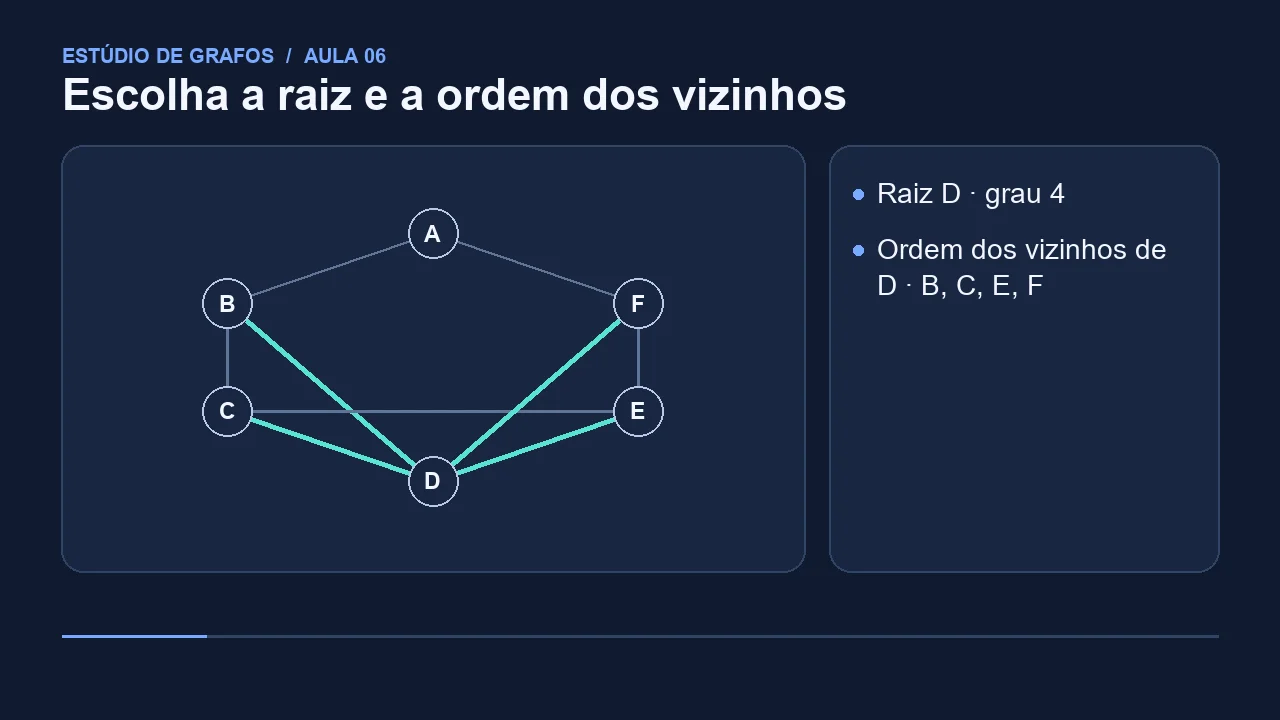 ESTÚDIO DE GRAFOS / AULA 06
Escolha a raiz e a ordem dos vizinhos
A
B
F
C
E
D
Raiz D · grau 4
Ordem dos vizinhos de
D · B, C, E, F